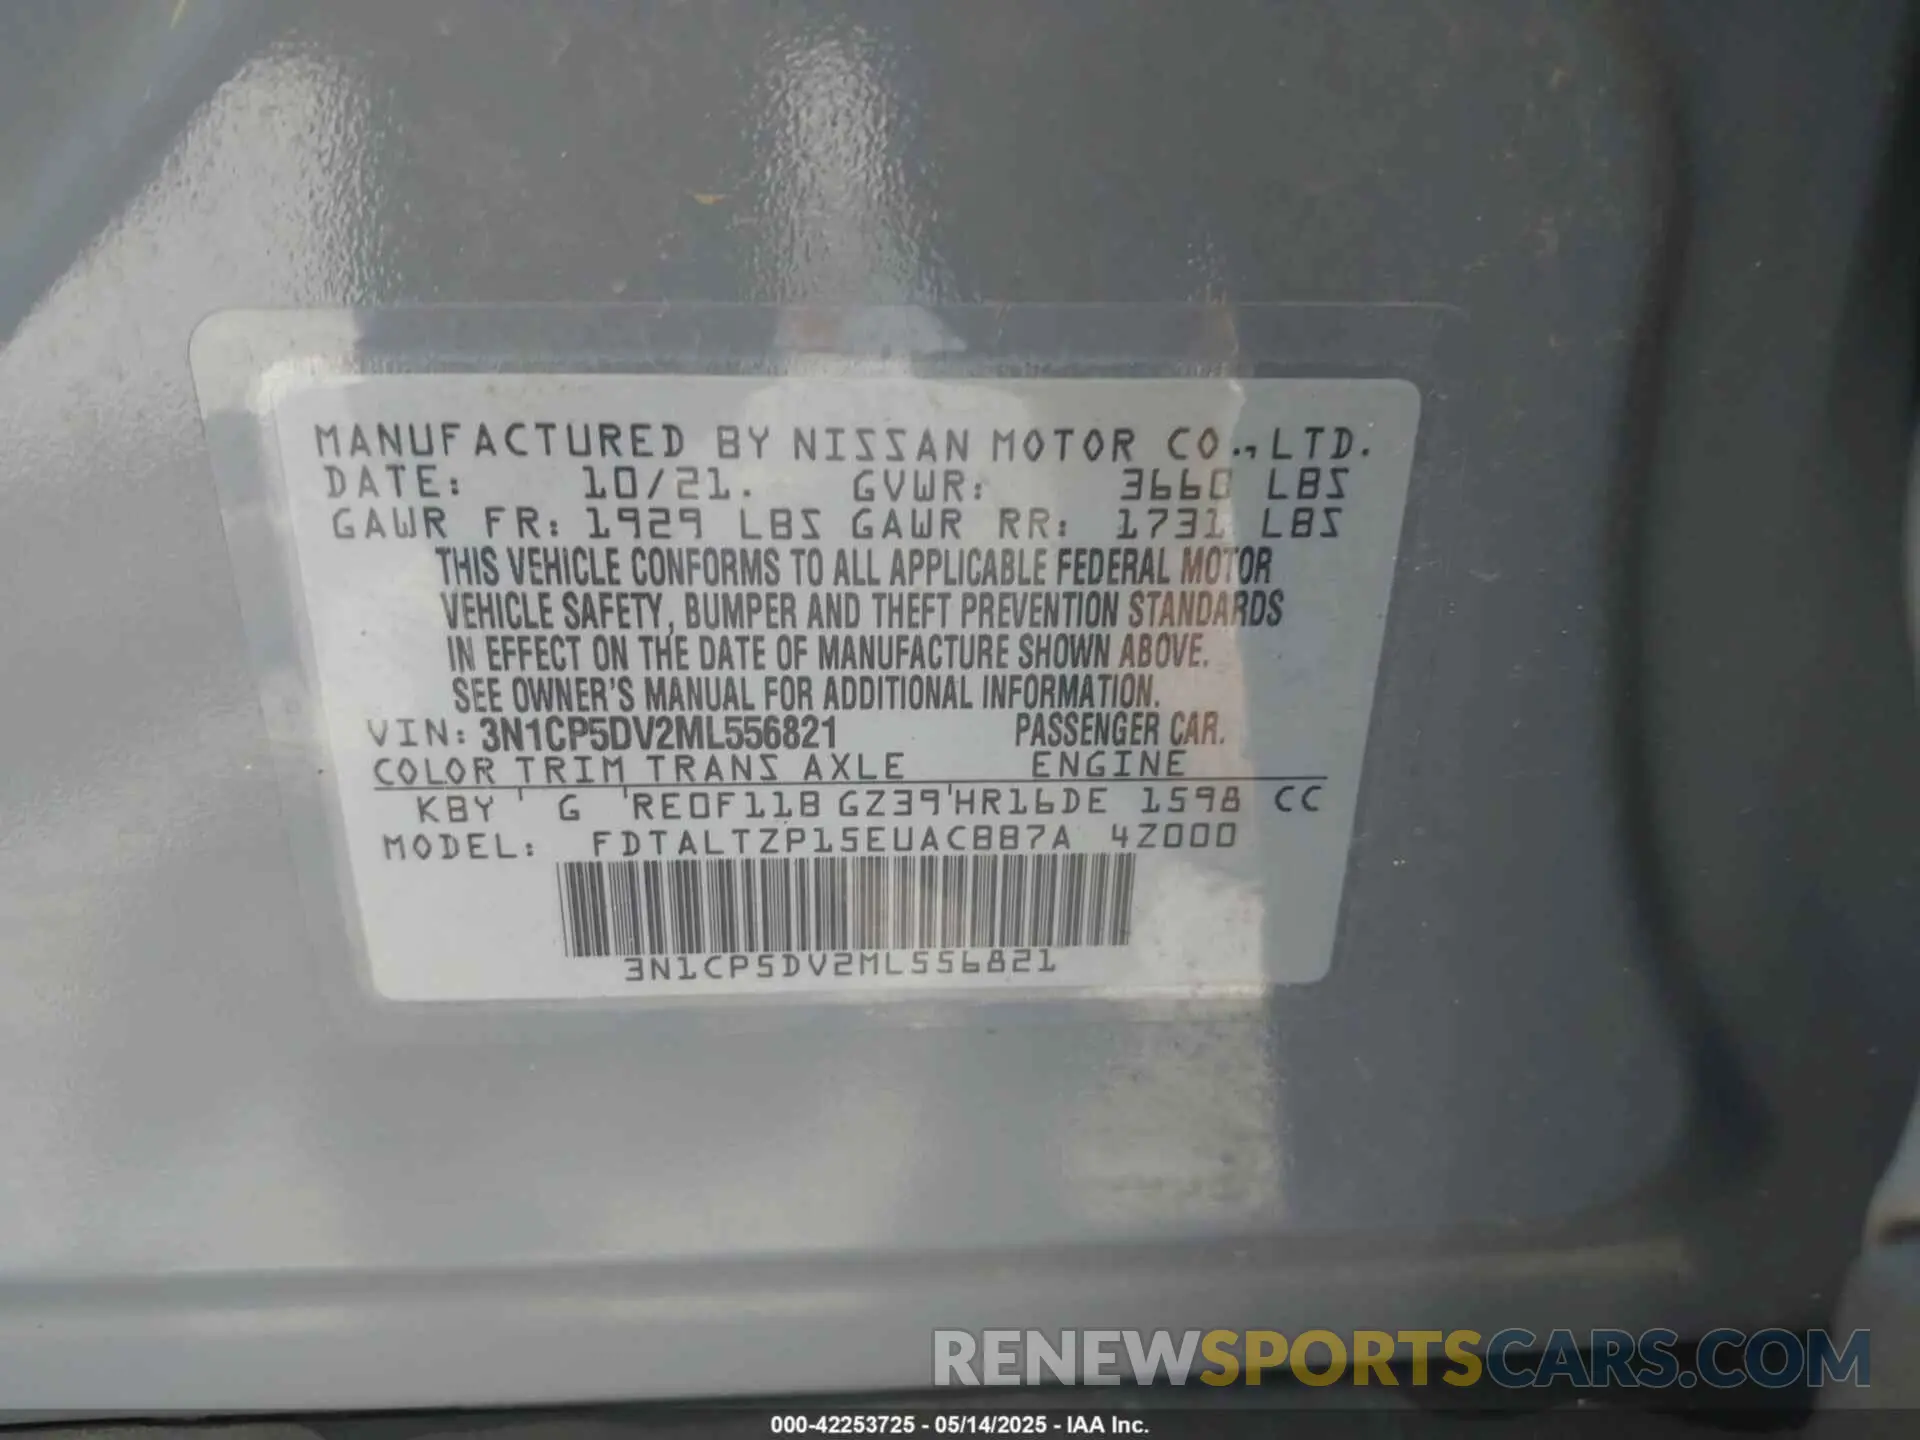 MANUFACTURED BY NISSAN MOTOR CO., LTD.
DATE: 10/21. GVWR: 3660 LBS
GAWR FR: 1929 LBS GAWR RR: 1731 LBS
THIS VEHICLE CONFORMS TO ALL APPLICABLE FEDERAL MOTOR
VEHICLE SAFETY, BUMPER AND THEFT PREVENTION STANDARDS
IN EFFECT ON THE DATE OF MANUFACTURE SHOWN ABOVE.
SEE OWNER'S MANUAL FOR ADDITIONAL INFORMATION.
VIN: 3N1CP5DV2ML556821 PASSENGER CAR.
COLOR TRIM TRANS AXLE ENGINE
KBY ' G 'RE0F11B GZ39'HR16DE 1598 CC
MODEL: FDTALTZP15EUACBB7A 4Z000
3N1CP5DV2ML556821
RENEWSPORTSCARS.COM
000-42253725 - 05/14/2025 - IAA Inc.